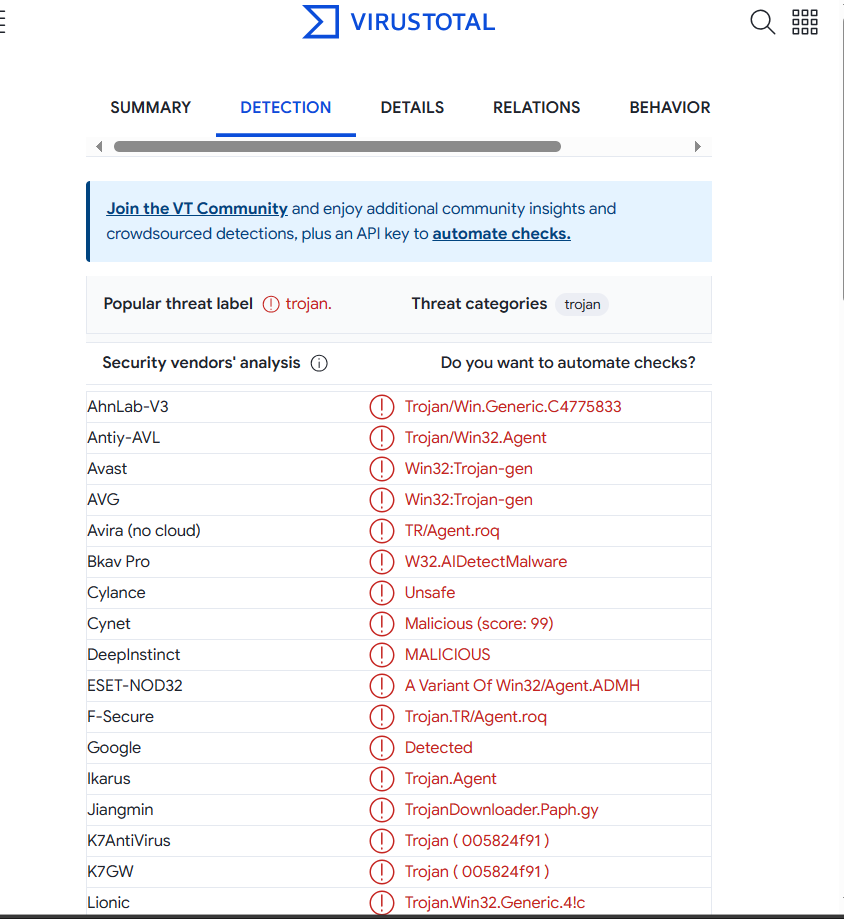 VIRUSTOTAL
SUMMARY DETECTION DETAILS RELATIONS BEHAVIOR
Join the VT Community and enjoy additional community insights and
crowdsourced detections, plus an API key to automate checks.
Popular threat label trojan. Threat categories trojan
Security vendors' analysis Do you want to automate checks?
AhnLab-V3 Trojan/Win.Generic.C4775833
Antiy-AVL Trojan/Win32.Agent
Avast Win32:Trojan-gen
AVG Win32:Trojan-gen
Avira (no cloud) TR/Agent.roq
Bkav Pro W32.AIDetectMalware
Cylance Unsafe
Cynet Malicious (score: 99)
DeepInstinct MALICIOUS
ESET-NOD32 A Variant Of Win32/Agent.ADMH
F-Secure Trojan.TR/Agent.roq
Google Detected
Ikarus Trojan.Agent
Jiangmin TrojanDownloader.Paph.gy
K7AntiVirus Trojan ( 005824f91 )
K7GW Trojan ( 005824f91 )
Lionic Trojan.Win32.Generic.4!c